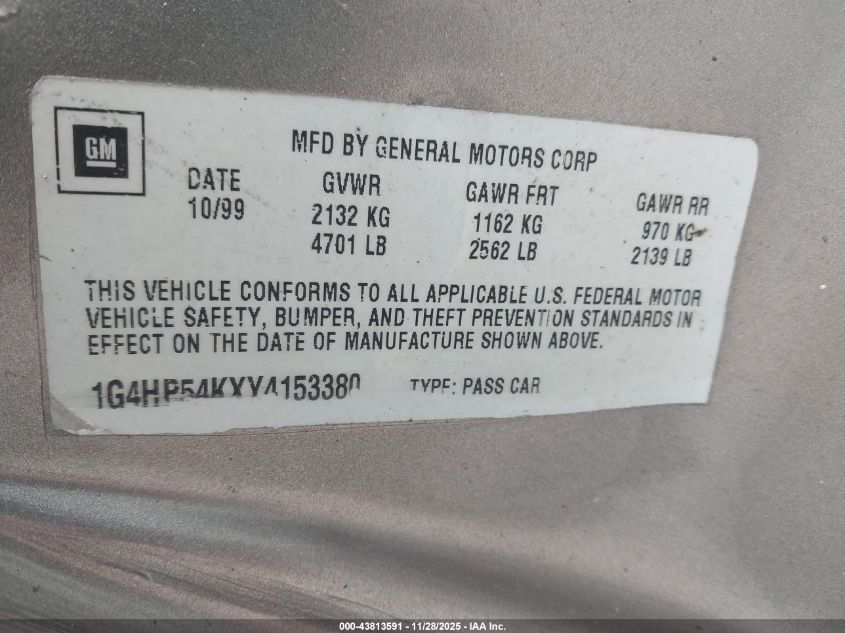 GM
MFD BY GENERAL MOTORS CORP
DATE GVWR GAWR FRT GAWR RR
10/99 2132 KG 1162 KG 970 KG
4701 LB 2562 LB 2139 LB
THIS VEHICLE CONFORMS TO ALL APPLICABLE U.S. FEDERAL MOTOR
VEHICLE SAFETY, BUMPER, AND THEFT PREVENTION STANDARDS IN
EFFECT ON THE DATE OF MANUFACTURE SHOWN ABOVE.
1G4HP54KXY4153380 TYPE: PASS CAR
000-43813591 - 11/28/2025 - IAA Inc.